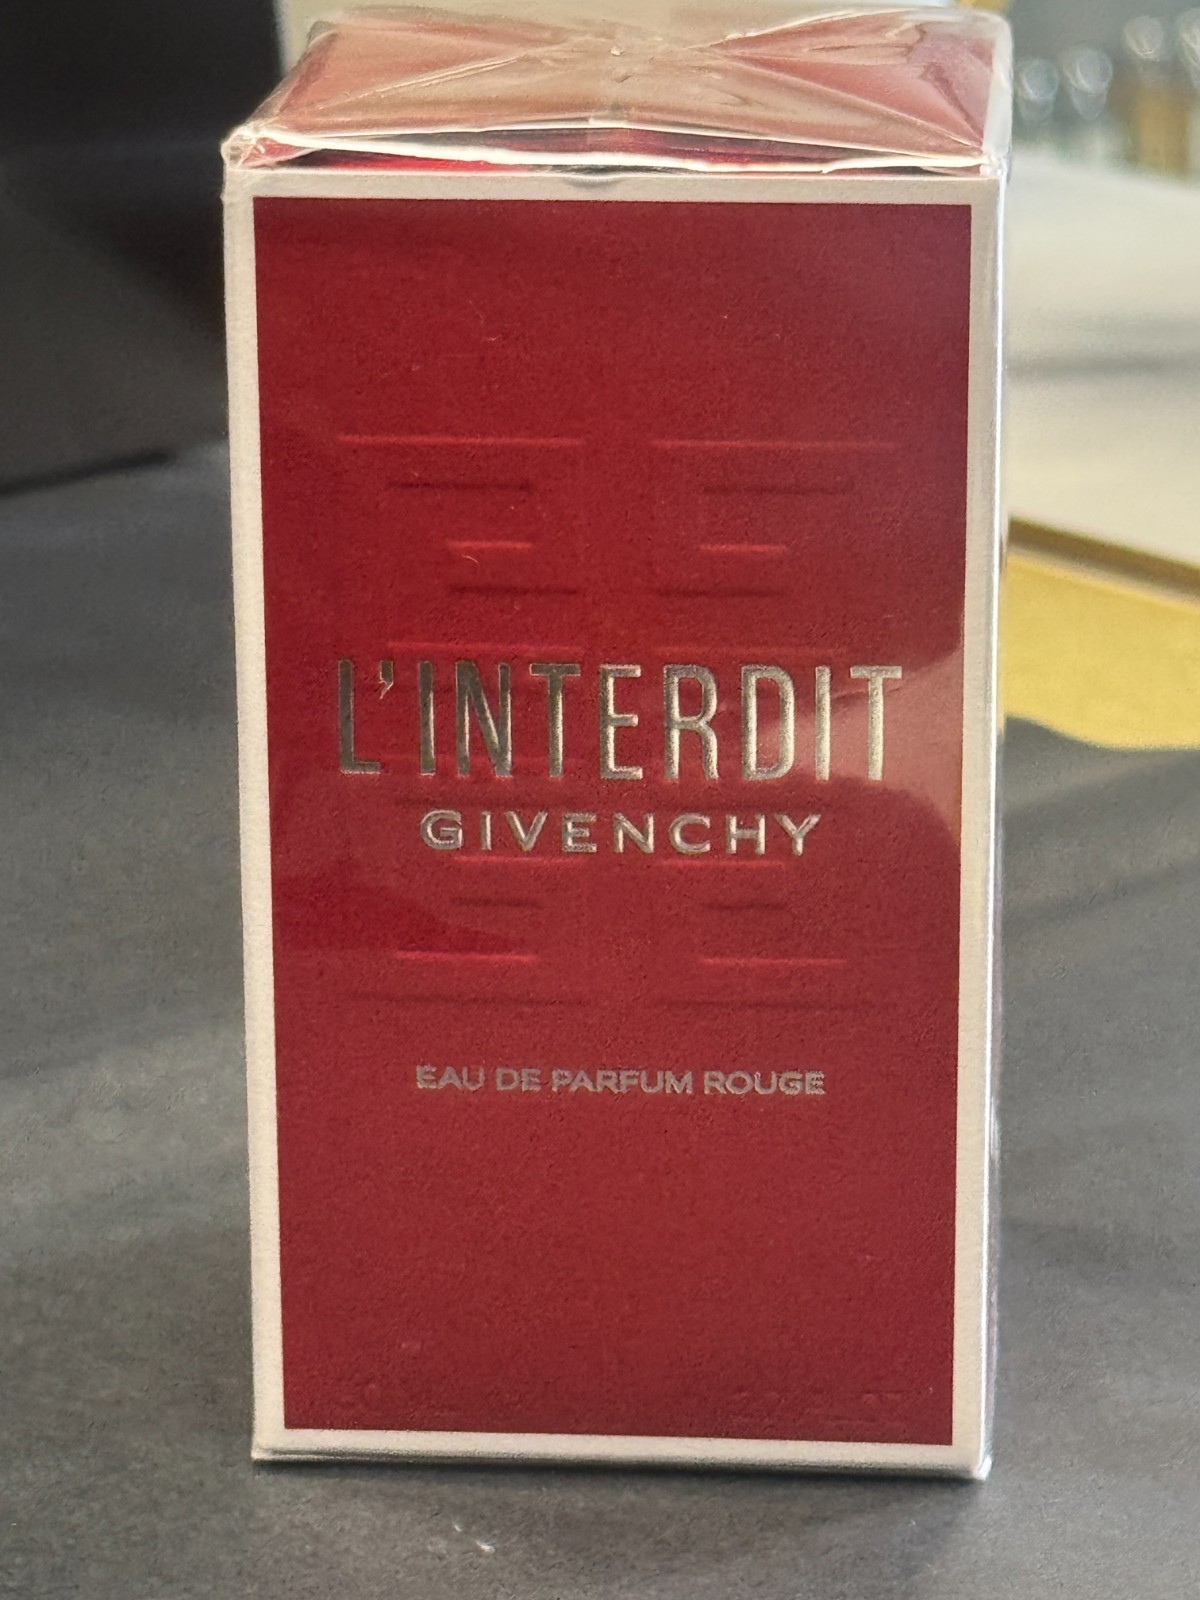 L'INTERDIT
GIVENCHY
EAU DE PARFUM ROUGE